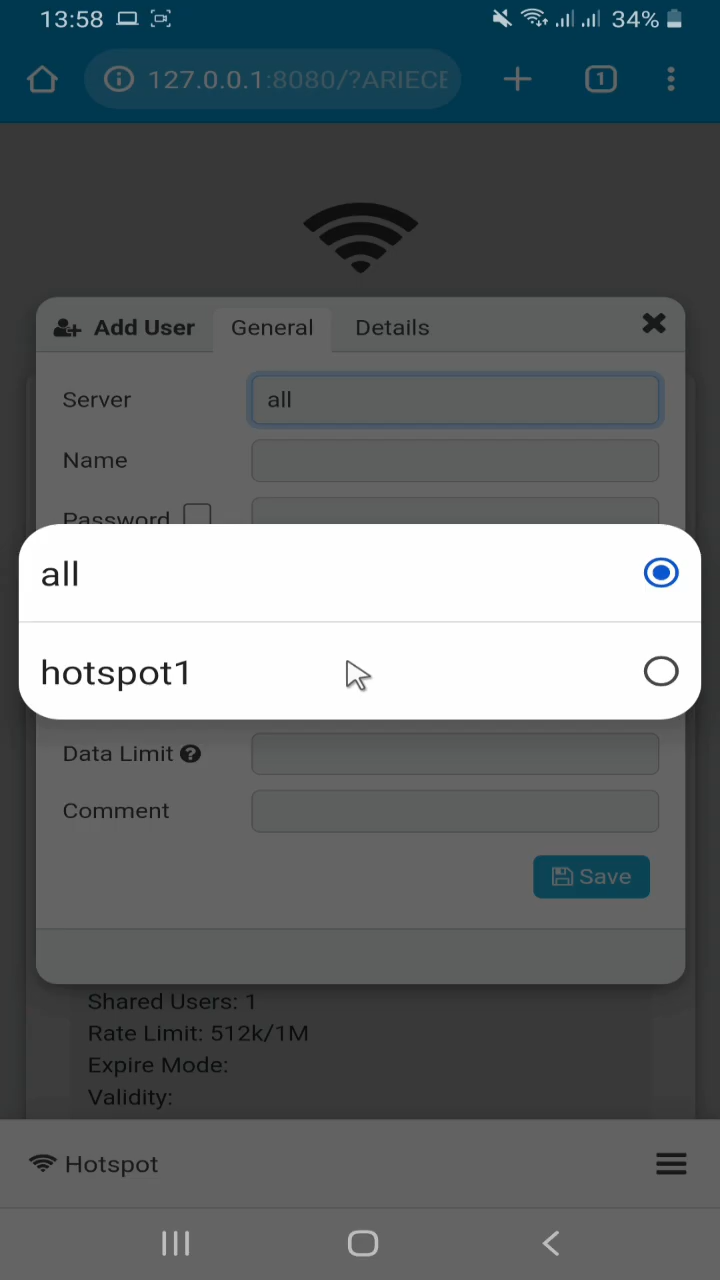 13:58 34%
127.0.0.1:8080/?ARIECE 1
Add User General Details
Server all
Name
Password
all
hotspot1
Data Limit
Comment
Save
Shared Users: 1
Rate Limit: 512k/1M
Expire Mode:
Validity:
Hotspot